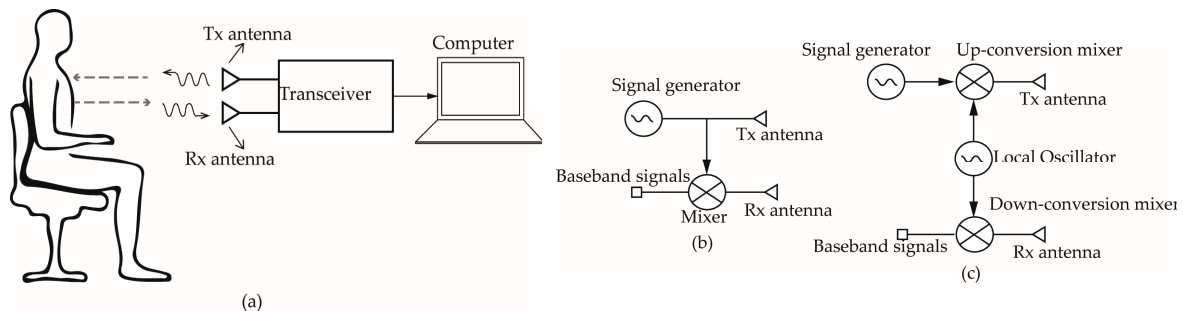 Tx antenna
Transceiver
Rx antenna
Computer
(a)
Signal generator
Tx antenna
Baseband signals
Mixer
Rx antenna
(b)
Signal generator
Up-conversion mixer
Tx antenna
Local Oscillator
Down-conversion mixer
Baseband signals
Rx antenna
(c)